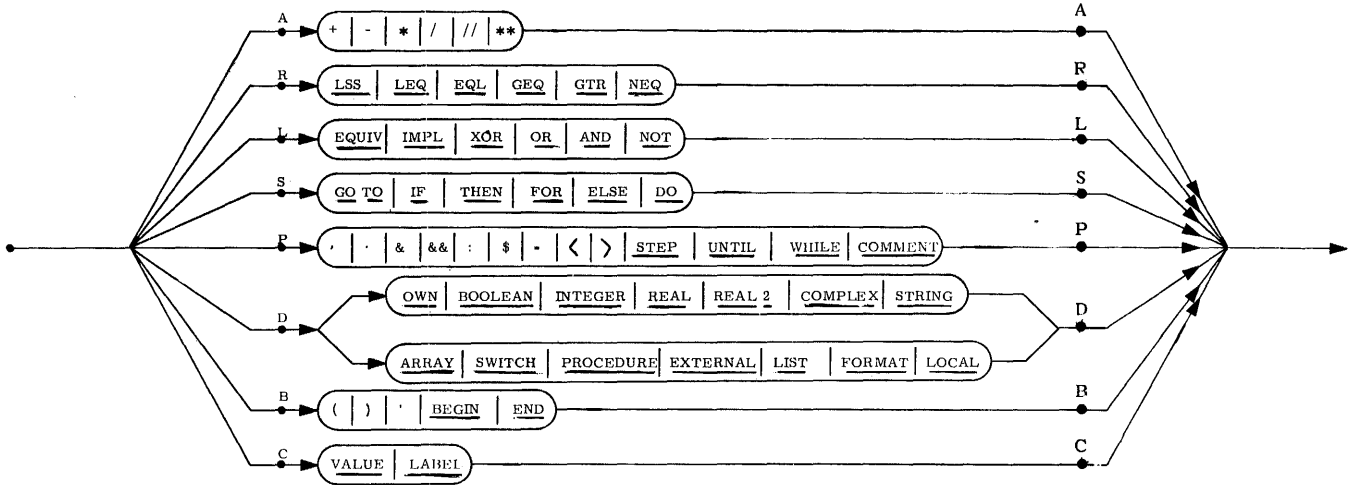 A + | - | * | / | // | ** A
R LSS | LEQ | EQL | GEQ | GTR | NEQ R
L EQUIV | IMPL | XOR | OR | AND | NOT L
S GO TO | IF | THEN | FOR | ELSE | DO S
P , | . | & | && | : | $ | = | < | > | STEP | UNTIL | WHILE | COMMENT P
OWN | BOOLEAN | INTEGER | REAL | REAL 2 | COMPLEX | STRING
D D
ARRAY | SWITCH | PROCEDURE | EXTERNAL | LIST | FORMAT | LOCAL
B ( | ) | ' | BEGIN | END B
C VALUE | LABEL C